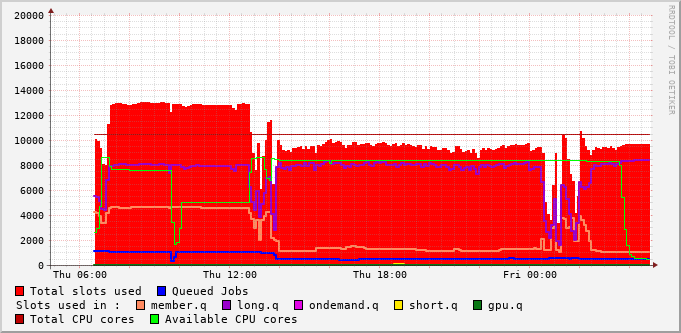 20000
18000
16000
14000
12000
10000
8000
6000
4000
2000
0
Thu 06:00 Thu 12:00 Thu 18:00 Fri 00:00
Total slots used Queued Jobs
Slots used in : member.q long.q ondemand.q short.q gpu.q
Total CPU cores Available CPU cores
RRDTOOL / TOBI OETIKER